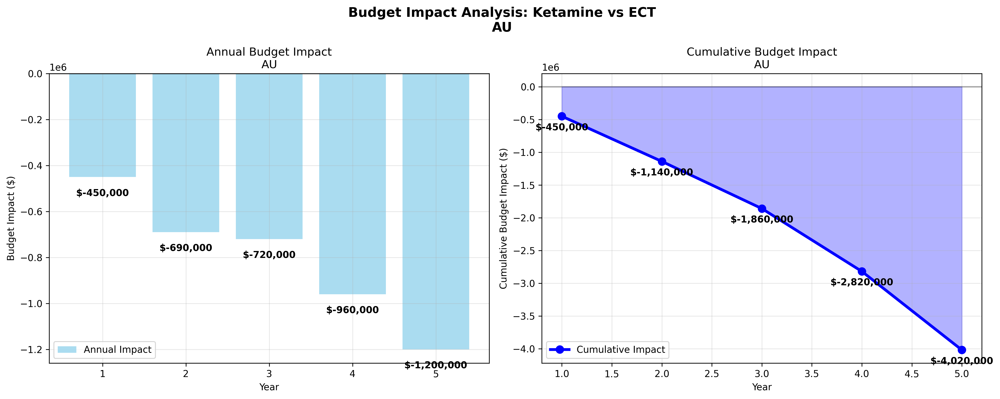 Budget Impact Analysis: Ketamine vs ECT
AU
Annual Budget Impact
AU
1e6
0.0
−0.2
−0.4
−0.6
−0.8
−1.0
−1.2
Budget Impact ($)
$-450,000
$-690,000
$-720,000
$-960,000
$-1,200,000
Annual Impact
1 2 3 4 5
Year
Cumulative Budget Impact
AU
1e6
0.0
−0.5
−1.0
−1.5
−2.0
−2.5
−3.0
−3.5
−4.0
Cumulative Budget Impact ($)
$-450,000
$-1,140,000
$-1,860,000
$-2,820,000
$-4,020,000
Cumulative Impact
1.0 1.5 2.0 2.5 3.0 3.5 4.0 4.5 5.0
Year